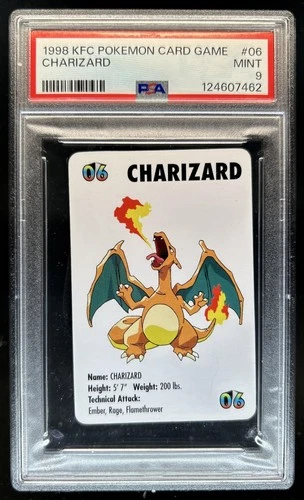 1998 KFC POKEMON CARD GAME #06
CHARIZARD MINT
9
PSA 124607462
06 CHARIZARD
Name: CHARIZARD
Height: 5' 7" Weight: 200 lbs.
Technical Attack:
Ember, Rage, Flamethrower
06